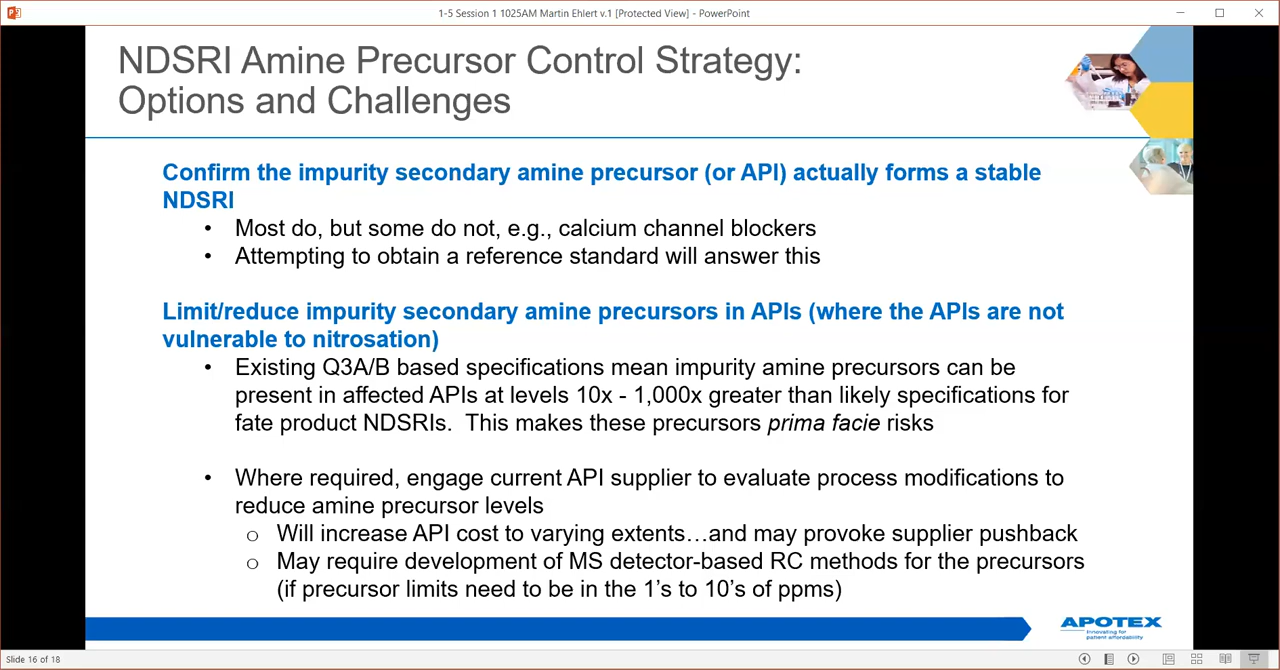 1-5 Session 1 1025AM Martin Ehlert v.1 [Protected View] - PowerPoint
NDSRI Amine Precursor Control Strategy:
Options and Challenges
Confirm the impurity secondary amine precursor (or API) actually forms a stable
NDSRI
• Most do, but some do not, e.g., calcium channel blockers
• Attempting to obtain a reference standard will answer this
Limit/reduce impurity secondary amine precursors in APIs (where the APIs are not
vulnerable to nitrosation)
• Existing Q3A/B based specifications mean impurity amine precursors can be
present in affected APIs at levels 10x - 1,000x greater than likely specifications for
fate product NDSRIs. This makes these precursors prima facie risks
• Where required, engage current API supplier to evaluate process modifications to
reduce amine precursor levels
o Will increase API cost to varying extents…and may provoke supplier pushback
o May require development of MS detector-based RC methods for the precursors
(if precursor limits need to be in the 1’s to 10’s of ppms)
APOTEX
Innovating for
patient affordability
Slide 16 of 18